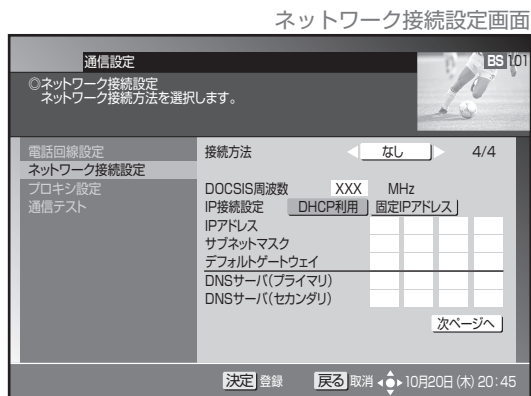 ネットワーク接続設定画面
通信設定
BS 101
◎ネットワーク接続設定
ネットワーク接続方法を選択します。
電話回線設定
ネットワーク接続設定
プロキシ設定
通信テスト
接続方法 なし 4/4
DOCSIS周波数 XXX MHz
IP接続設定 DHCP利用 固定IPアドレス
IPアドレス
サブネットマスク
デフォルトゲートウェイ
DNSサーバ(プライマリ)
DNSサーバ(セカンダリ)
次ページへ
決定 登録 戻る 取消 10月20日(木) 20:45